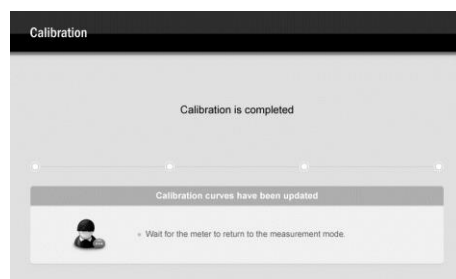 Calibration
Calibration is completed
Calibration curves have been updated
Wait for the meter to return to the measurement mode.